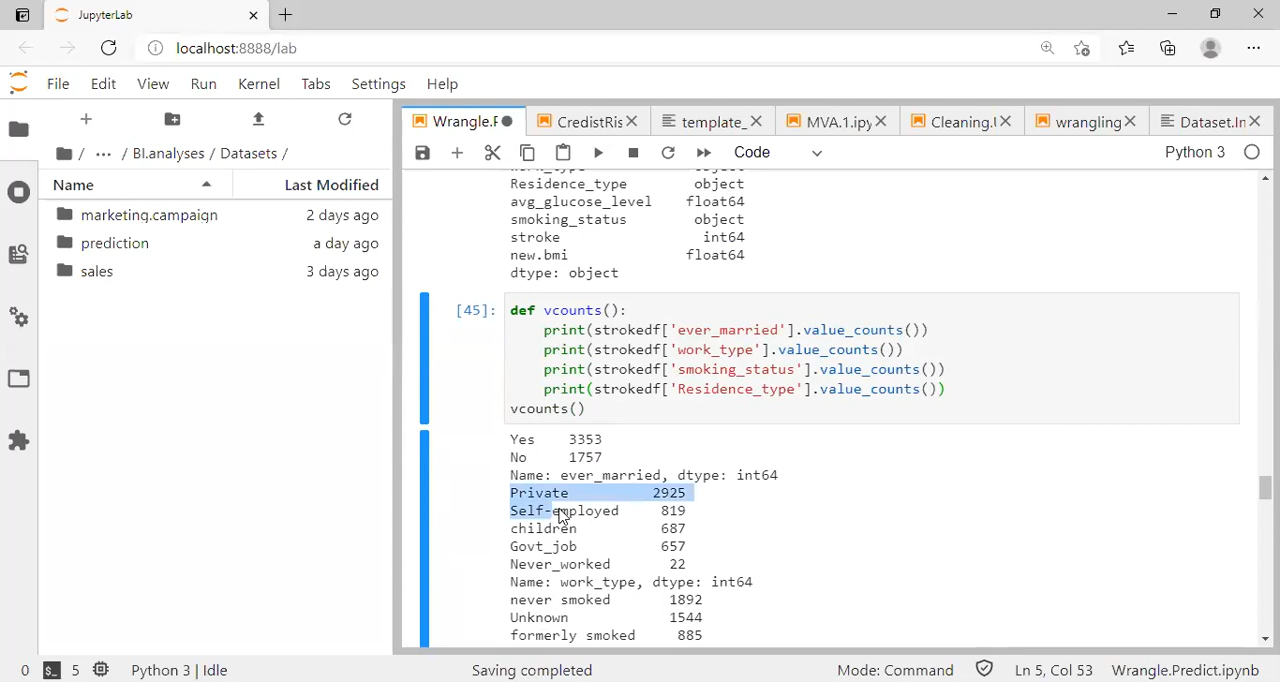 JupyterLab
localhost:8888/lab
File Edit View Run Kernel Tabs Settings Help
Wrangle.F CredistRis template_ MVA.1.ipy Cleaning.I wrangling Dataset.In
/ ··· / BI.analyses / Datasets /
Code Python 3
Name Last Modified
marketing.campaign 2 days ago
prediction a day ago
sales 3 days ago
Residence_type object
avg_glucose_level float64
smoking_status object
stroke int64
new.bmi float64
dtype: object
[45]: def vcounts():
print(strokedf['ever_married'].value_counts())
print(strokedf['work_type'].value_counts())
print(strokedf['smoking_status'].value_counts())
print(strokedf['Residence_type'].value_counts())
vcounts()
Yes 3353
No 1757
Name: ever_married, dtype: int64
Private 2925
Self-employed 819
children 687
Govt_job 657
Never_worked 22
Name: work_type, dtype: int64
never smoked 1892
Unknown 1544
formerly smoked 885
0 $_ 5 Python 3 | Idle Saving completed Mode: Command Ln 5, Col 53 Wrangle.Predict.ipynb